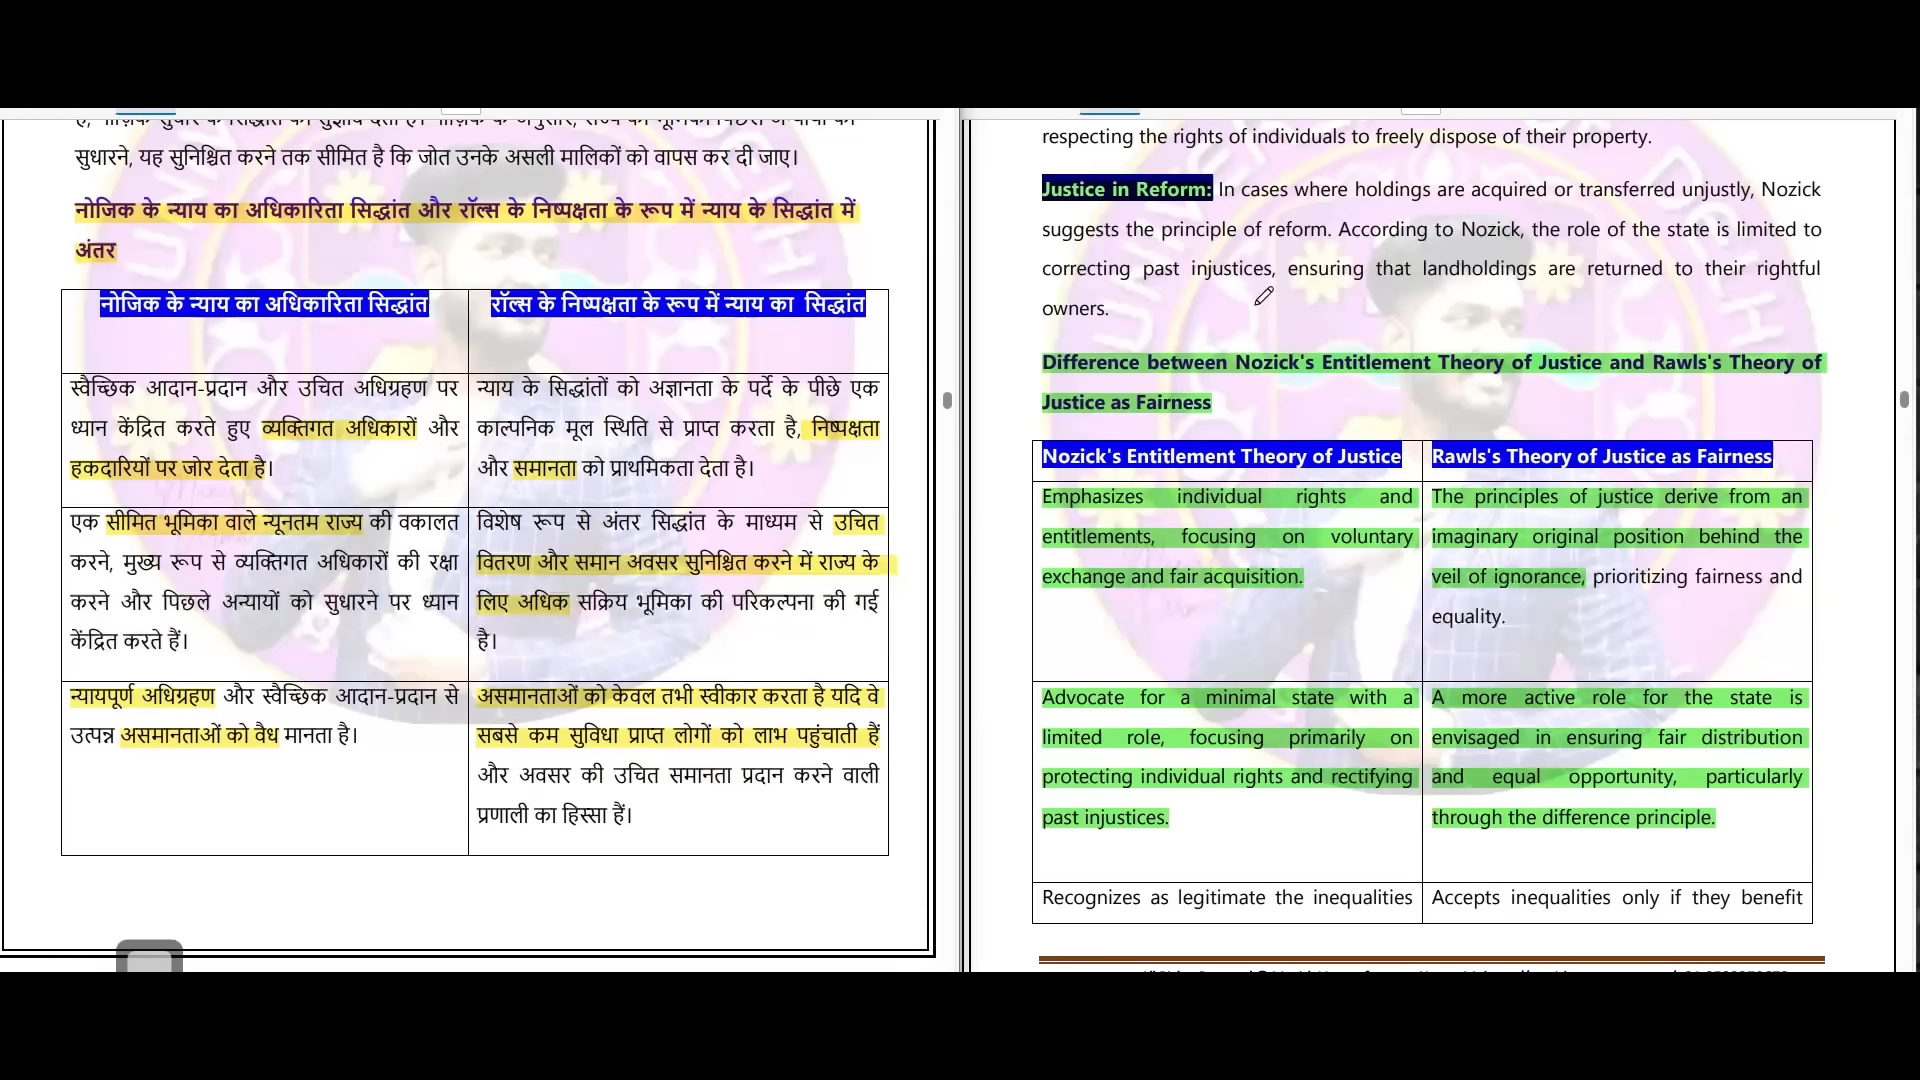 सुधारने, यह सुनिश्चित करने तक सीमित है कि जोत उनके असली मालिकों को वापस कर दी जाए।
नोजिक के न्याय का अधिकारिता सिद्धांत और रॉल्स के निष्पक्षता के रूप में न्याय के सिद्धांत में
अंतर
नोजिक के न्याय का अधिकारिता सिद्धांत
रॉल्स के निष्पक्षता के रूप में न्याय का सिद्धांत
स्वैच्छिक आदान-प्रदान और उचित अधिग्रहण पर
ध्यान केंद्रित करते हुए व्यक्तिगत अधिकारों और
हकदारियों पर जोर देता है।
न्याय के सिद्धांतों को अज्ञानता के पर्दे के पीछे एक
काल्पनिक मूल स्थिति से प्राप्त करता है, निष्पक्षता
और समानता को प्राथमिकता देता है।
एक सीमित भूमिका वाले न्यूनतम राज्य की वकालत
करने, मुख्य रूप से व्यक्तिगत अधिकारों की रक्षा
करने और पिछले अन्यायों को सुधारने पर ध्यान
केंद्रित करते हैं।
विशेष रूप से अंतर सिद्धांत के माध्यम से उचित
वितरण और समान अवसर सुनिश्चित करने में राज्य के
लिए अधिक सक्रिय भूमिका की परिकल्पना की गई
है।
न्यायपूर्ण अधिग्रहण और स्वैच्छिक आदान-प्रदान से
उत्पन्न असमानताओं को वैध मानता है।
असमानताओं को केवल तभी स्वीकार करता है यदि वे
सबसे कम सुविधा प्राप्त लोगों को लाभ पहुंचाती हैं
और अवसर की उचित समानता प्रदान करने वाली
प्रणाली का हिस्सा हैं।
respecting the rights of individuals to freely dispose of their property.
Justice in Reform: In cases where holdings are acquired or transferred unjustly, Nozick
suggests the principle of reform. According to Nozick, the role of the state is limited to
correcting past injustices, ensuring that landholdings are returned to their rightful
owners.
Difference between Nozick's Entitlement Theory of Justice and Rawls's Theory of
Justice as Fairness
Nozick's Entitlement Theory of Justice
Rawls's Theory of Justice as Fairness
Emphasizes individual rights and
entitlements, focusing on voluntary
exchange and fair acquisition.
The principles of justice derive from an
imaginary original position behind the
veil of ignorance, prioritizing fairness and
equality.
Advocate for a minimal state with a
limited role, focusing primarily on
protecting individual rights and rectifying
past injustices.
A more active role for the state is
envisaged in ensuring fair distribution
and equal opportunity, particularly
through the difference principle.
Recognizes as legitimate the inequalities
Accepts inequalities only if they benefit